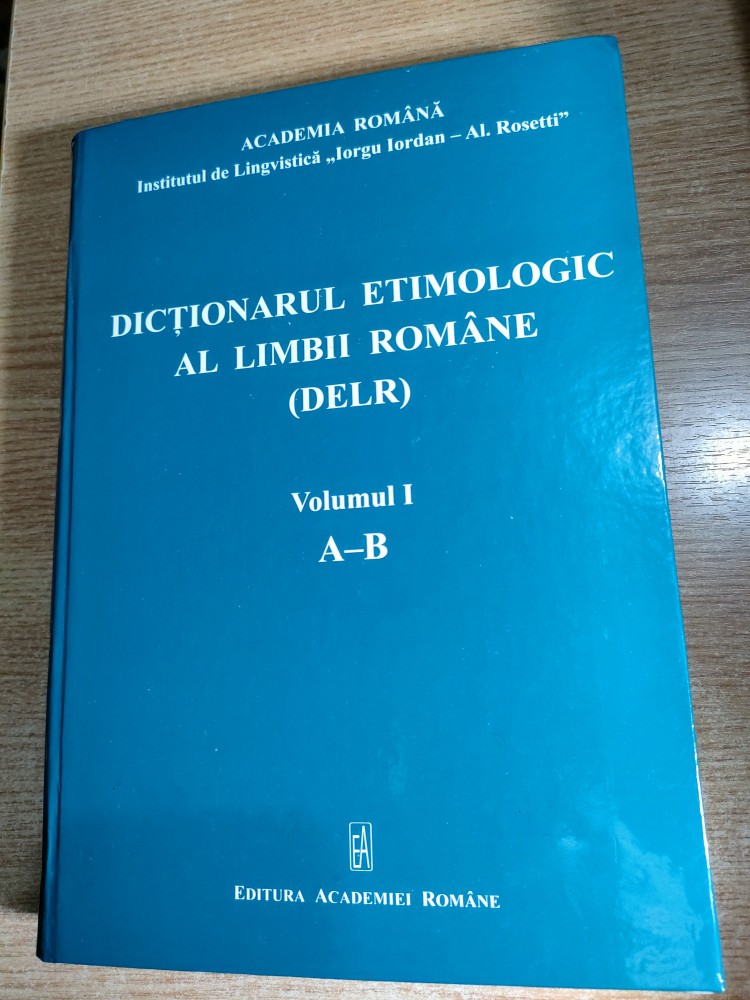 ACADEMIA ROMÂNĂ
Institutul de Lingvistică „Iorgu Iordan – Al. Rosetti”
DICȚIONARUL ETIMOLOGIC
AL LIMBII ROMÂNE
(DELR)
Volumul I
A–B
EA
EDITURA ACADEMIEI ROMÂNE